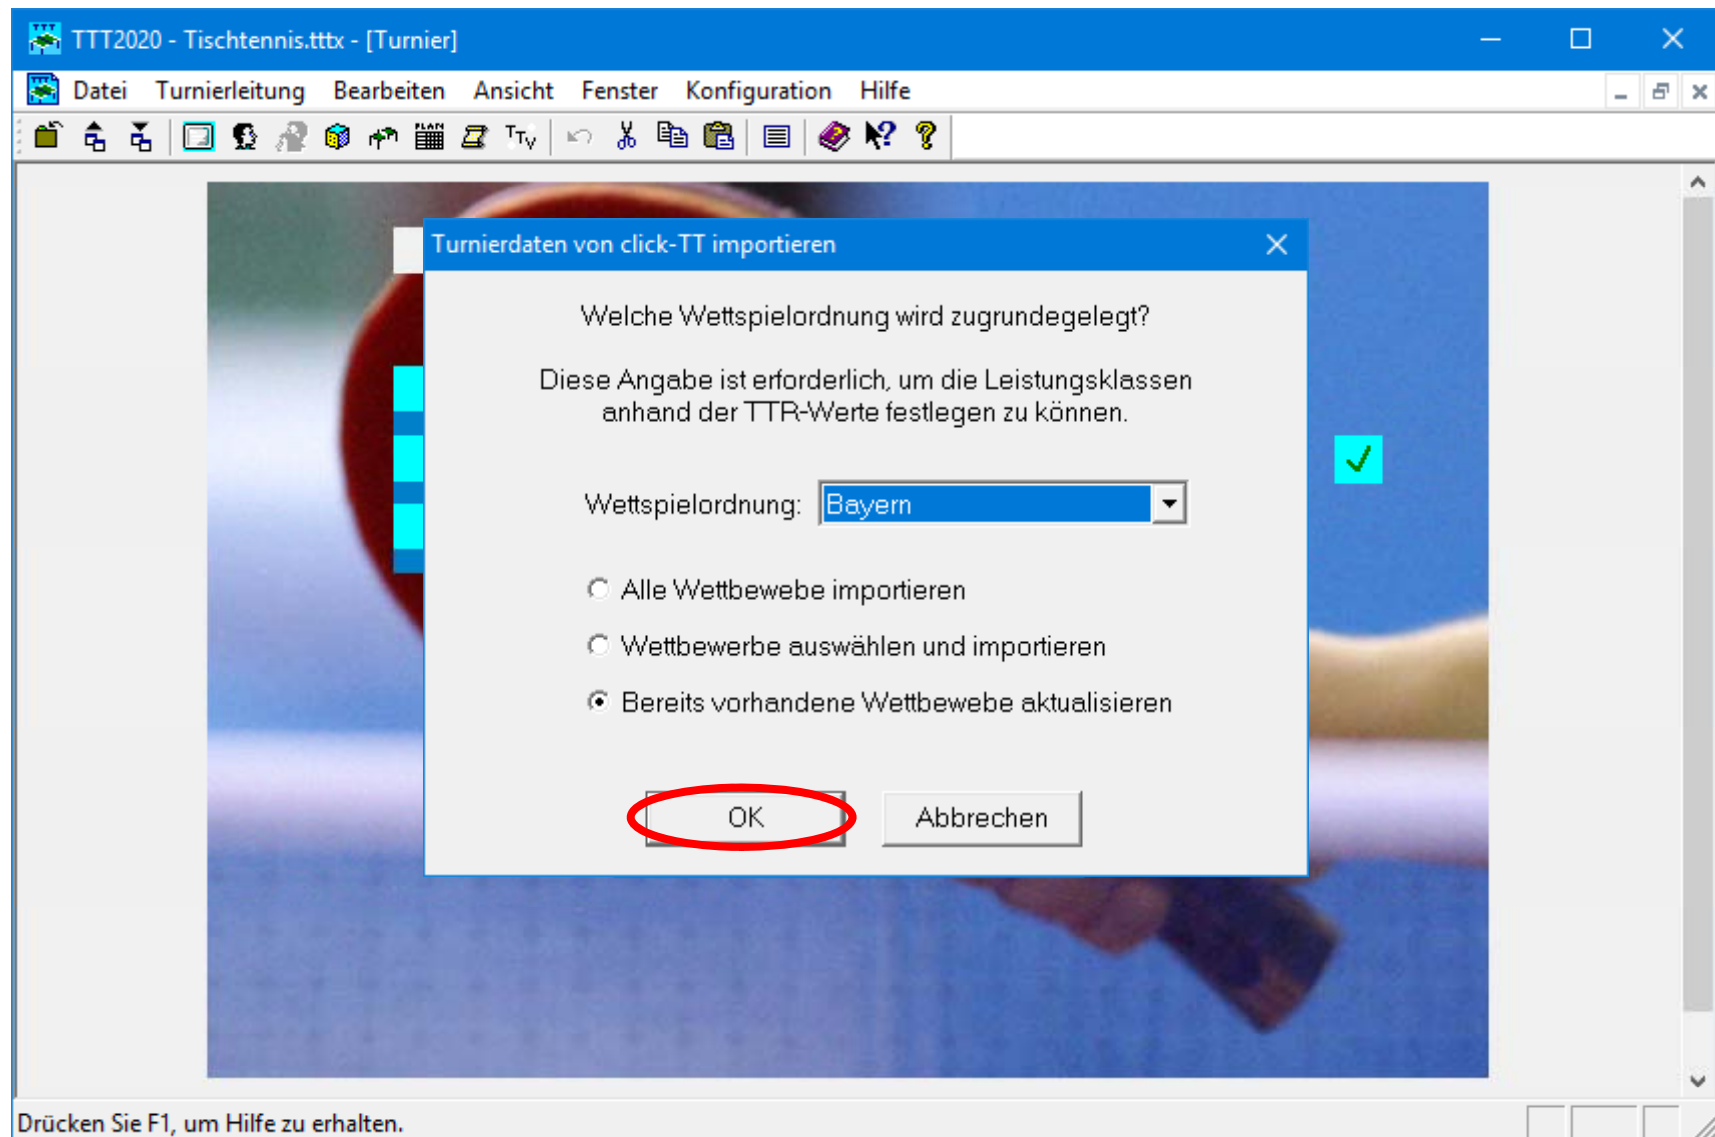 TTT2020 - Tischtennis.tttx - [Turnier]
Datei Turnierleitung Bearbeiten Ansicht Fenster Konfiguration Hilfe
PLAN TTV
Turnierdaten von click-TT importieren
Welche Wettspielordnung wird zugrundegelegt?
Diese Angabe ist erforderlich, um die Leistungsklassen
anhand der TTR-Werte festlegen zu können.
Wettspielordnung: Bayern
Alle Wettbewebe importieren
Wettbewerbe auswählen und importieren
Bereits vorhandene Wettbewebe aktualisieren
OK Abbrechen
Drücken Sie F1, um Hilfe zu erhalten.